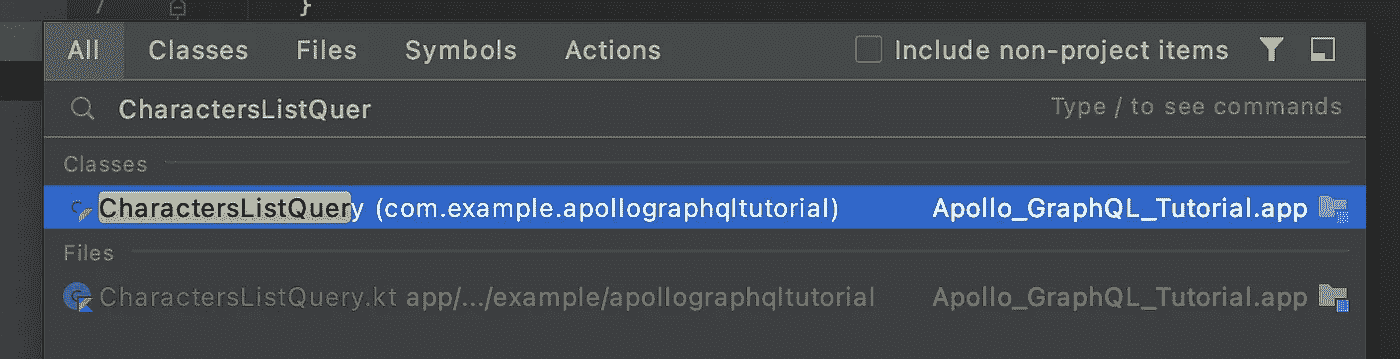 7 }
All Classes Files Symbols Actions Include non-project items
CharactersListQuer Type / to see commands
Classes
CharactersListQuery (com.example.apollographqltutorial) Apollo_GraphQL_Tutorial.app
Files
CharactersListQuery.kt app/.../example/apollographqltutorial Apollo_GraphQL_Tutorial.app